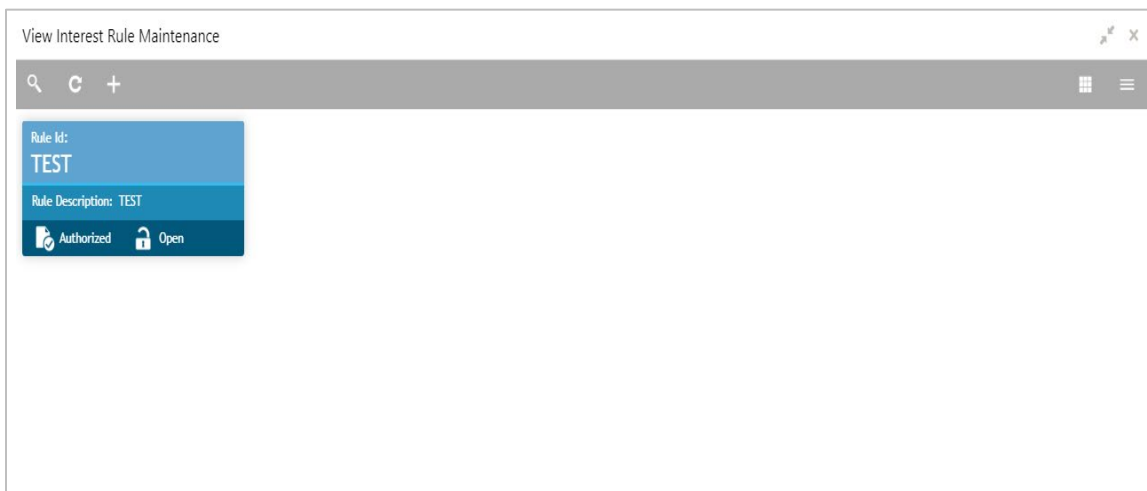 View Interest Rule Maintenance
Rule Id:
TEST
Rule Description: TEST
Authorized Open